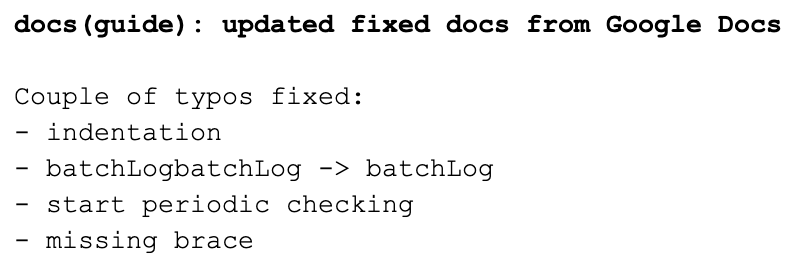 docs(guide): updated fixed docs from Google Docs
Couple of typos fixed:
- indentation
- batchLogbatchLog -> batchLog
- start periodic checking
- missing brace